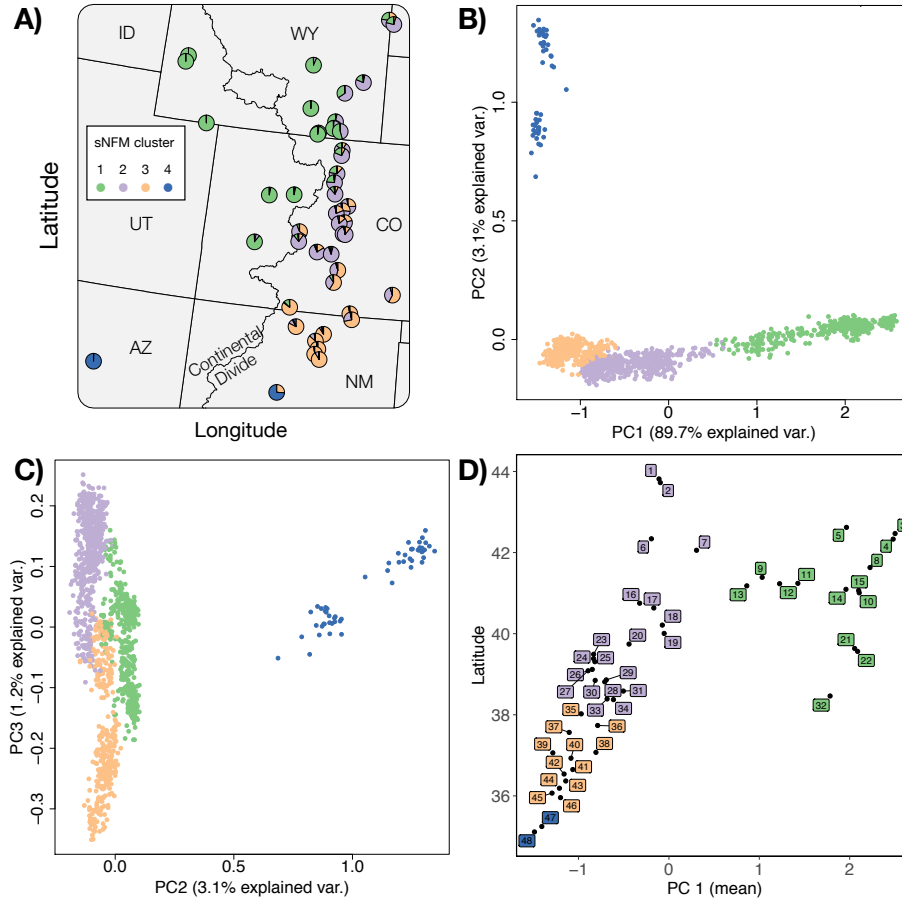 A)
ID
WY
sNFM cluster
1 2 3 4
UT
CO
AZ
NM
Continental
Divide
Latitude
Longitude
B)
PC2 (3.1% explained var.)
1.0
0.5
0.0
−1 0 1 2
PC1 (89.7% explained var.)
C)
PC3 (1.2% explained var.)
0.2
0.1
0.0
−0.1
−0.2
−0.3
0.0 0.5 1.0
PC2 (3.1% explained var.)
D)
Latitude
44
42
40
38
36
1
2
5
4
6
7
8
9
11
15
13
12
14
10
16
17
18
20
19
21
22
23
24
25
26
29
27
30
28
31
33
34
32
35
36
37
39
40
38
42
41
44
43
45
46
47
48
−1 0 1 2
PC 1 (mean)